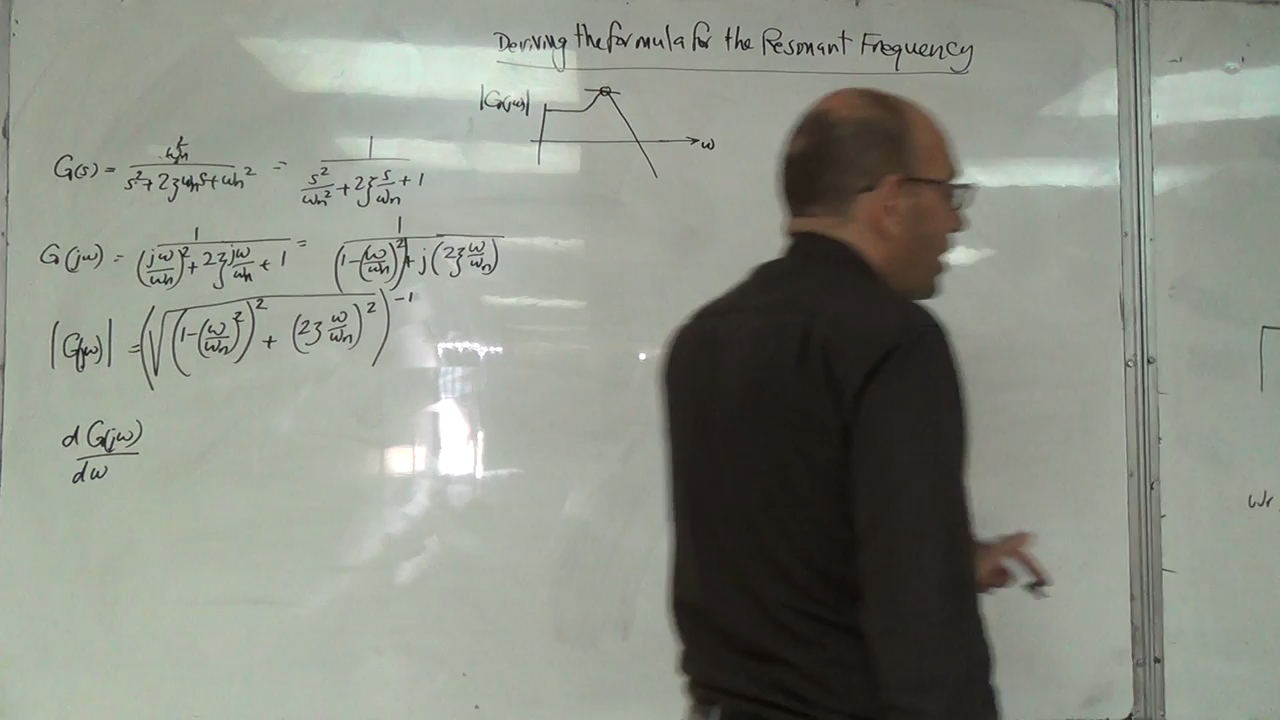 Deriving the formula for the Resonant Frequency
|G(jω)|
ω
G(s) = ωn² / (s² + 2ζωns + ωn²) = 1 / (s²/ωn² + 2ζ s/ωn + 1)
G(jω) = 1 / ((jω/ωn)² + 2ζ jω/ωn + 1) = 1 / (1-(ω/ωn)² + j(2ζ ω/ωn))
|G(jω)| = (√((1-(ω/ωn)²)² + (2ζ ω/ωn)²))⁻¹
d G(jω) / dω
ωr